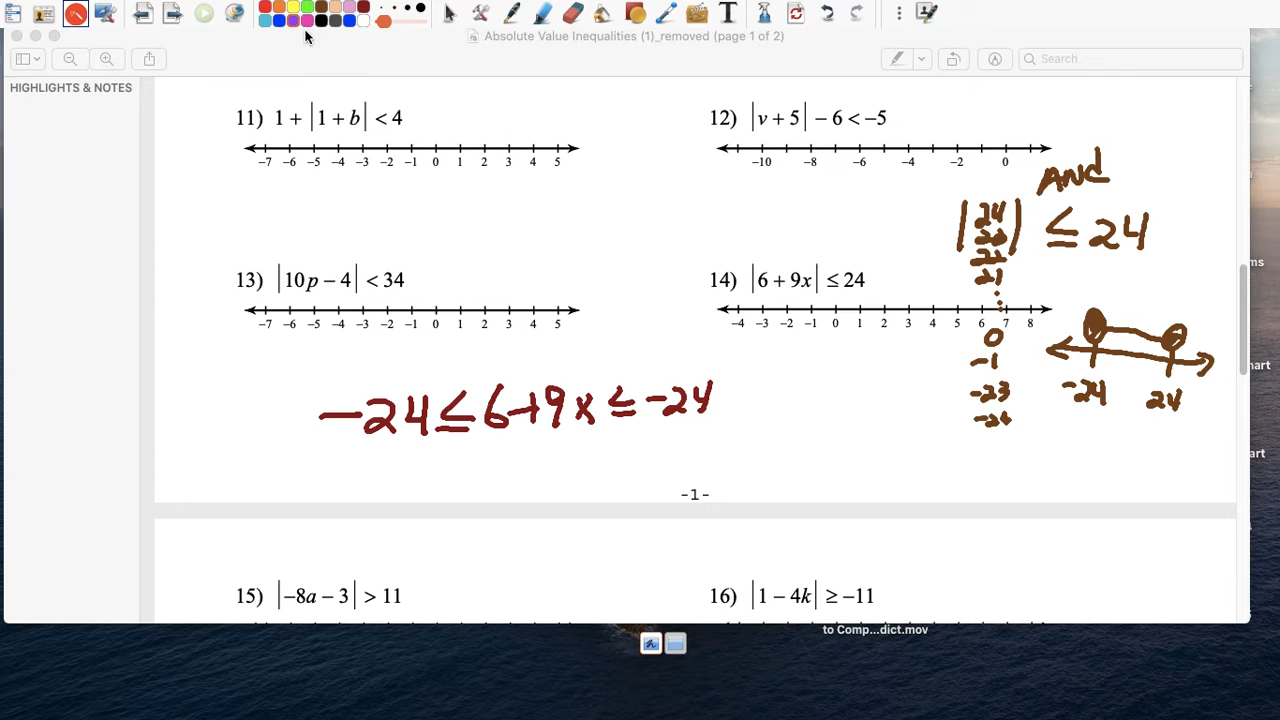 Absolute Value Inequalities (1)_removed (page 1 of 2)
Search
HIGHLIGHTS & NOTES
11) 1 + |1 + b| < 4
-7 -6 -5 -4 -3 -2 -1 0 1 2 3 4 5
12) |v + 5| - 6 < -5
-10 -8 -6 -4 -2 0
AND
|24
23| ≤ 24
22
21
⋮
0
-1
-23
-24
13) |10p - 4| < 34
-7 -6 -5 -4 -3 -2 -1 0 1 2 3 4 5
14) |6 + 9x| ≤ 24
-4 -3 -2 -1 0 1 2 3 4 5 6 7 8
-24 24
-24 ≤ 6+9x ≤ -24
-1-
15) |-8a - 3| > 11
16) |1 - 4k| ≥ -11
to Comp...dict.mov
ms
art